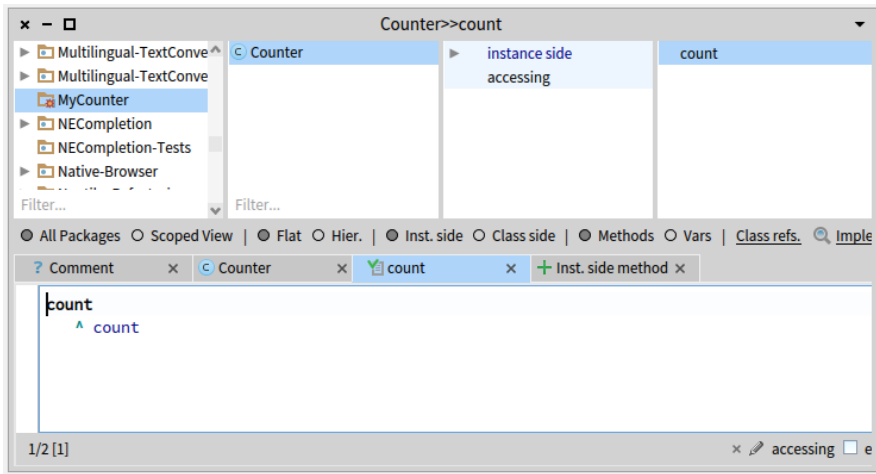 Counter>>count
Multilingual-TextConve
Multilingual-TextConve
MyCounter
NECompletion
NECompletion-Tests
Native-Browser
Filter...
Counter
Filter...
instance side
accessing
count
All Packages Scoped View | Flat Hier. | Inst. side Class side | Methods Vars | Class refs. Imple
? Comment × Counter × count × Inst. side method ×
count
^ count
1/2 [1]
× accessing e